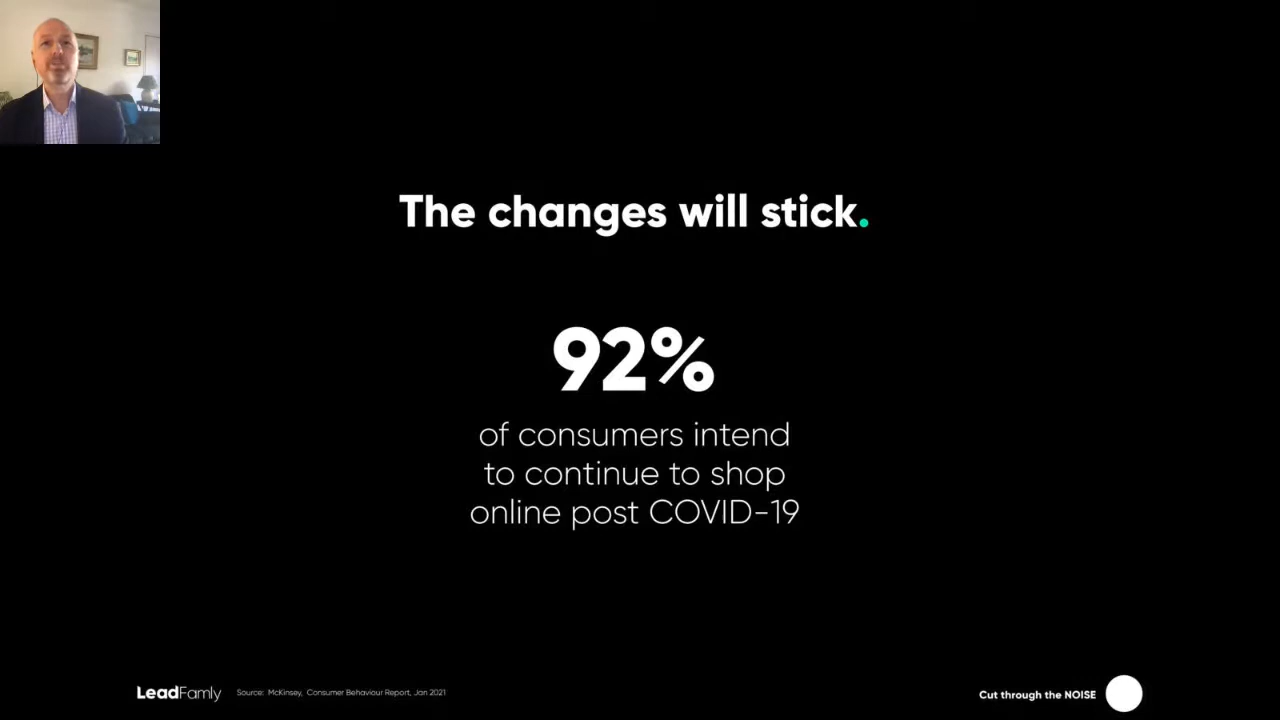 The changes will stick.
92%
of consumers intend
to continue to shop
online post COVID-19
LeadFamly Source: McKinsey, Consumer Behaviour Report, Jan 2021
Cut through the NOISE